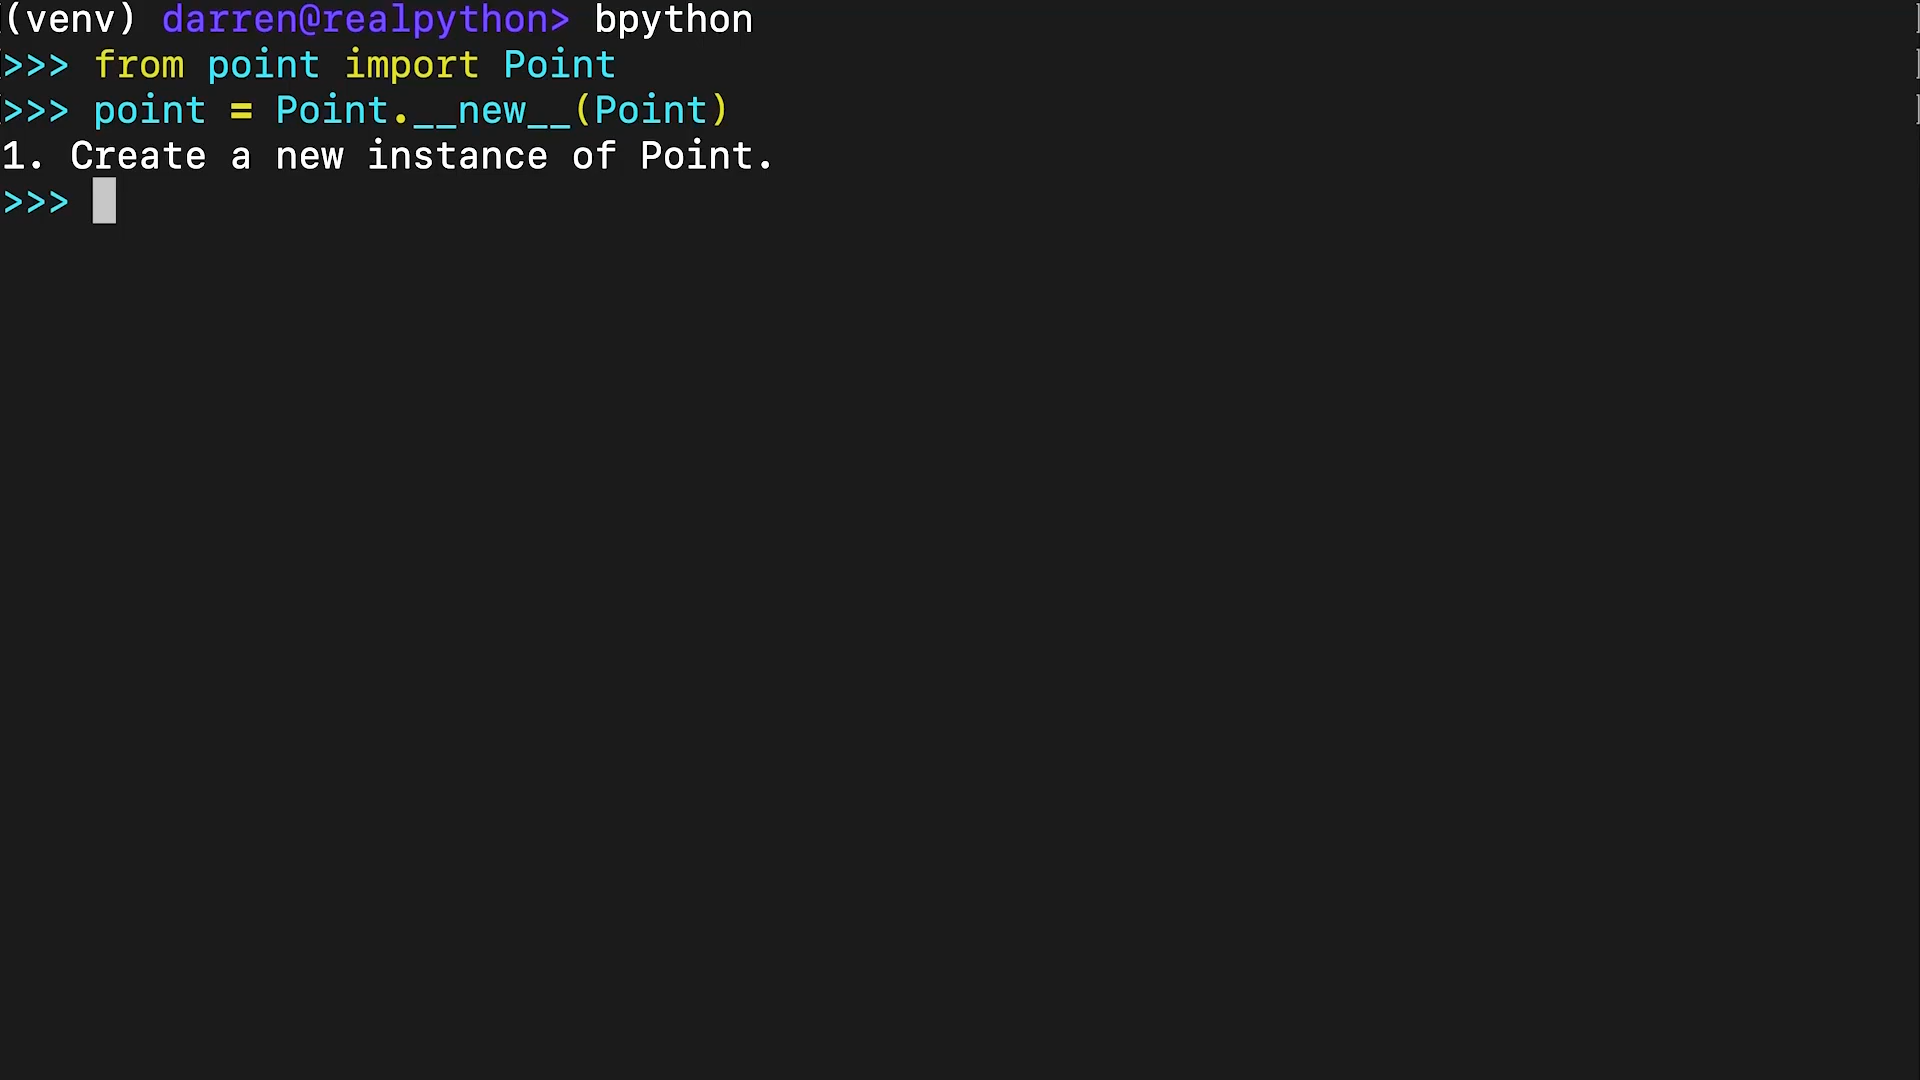 (venv) darren@realpython> bpython
>>> from point import Point
>>> point = Point.__new__(Point)
1. Create a new instance of Point.
>>>